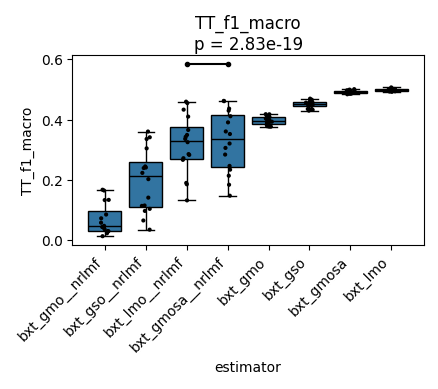 TT_f1_macro
p = 2.83e-19
TT_f1_macro
0.6
0.4
0.2
0.0
bxt_gmo__nrlmf
bxt_gso__nrlmf
bxt_lmo__nrlmf
bxt_gmosa__nrlmf
bxt_gmo
bxt_gso
bxt_gmosa
bxt_lmo
estimator